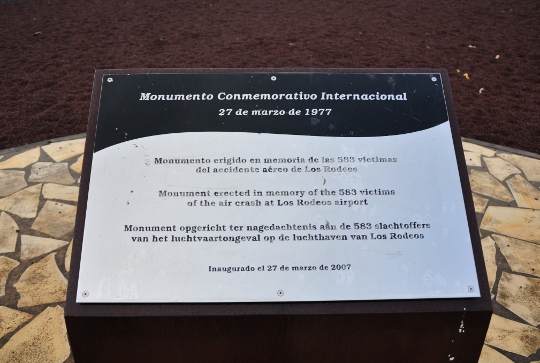 Monumento Conmemorativo Internacional
27 de marzo de 1977
Monumento erigido en memoria de las 583 víctimas
del accidente aéreo de Los Rodeos
Monument erected in memory of the 583 victims
of the air crash at Los Rodeos airport
Monument opgericht ter nagedachtenis aan de 583 slachtoffers
van het luchtvaartongeval op de luchthaven van Los Rodeos
Inaugurado el 27 de marzo de 2007